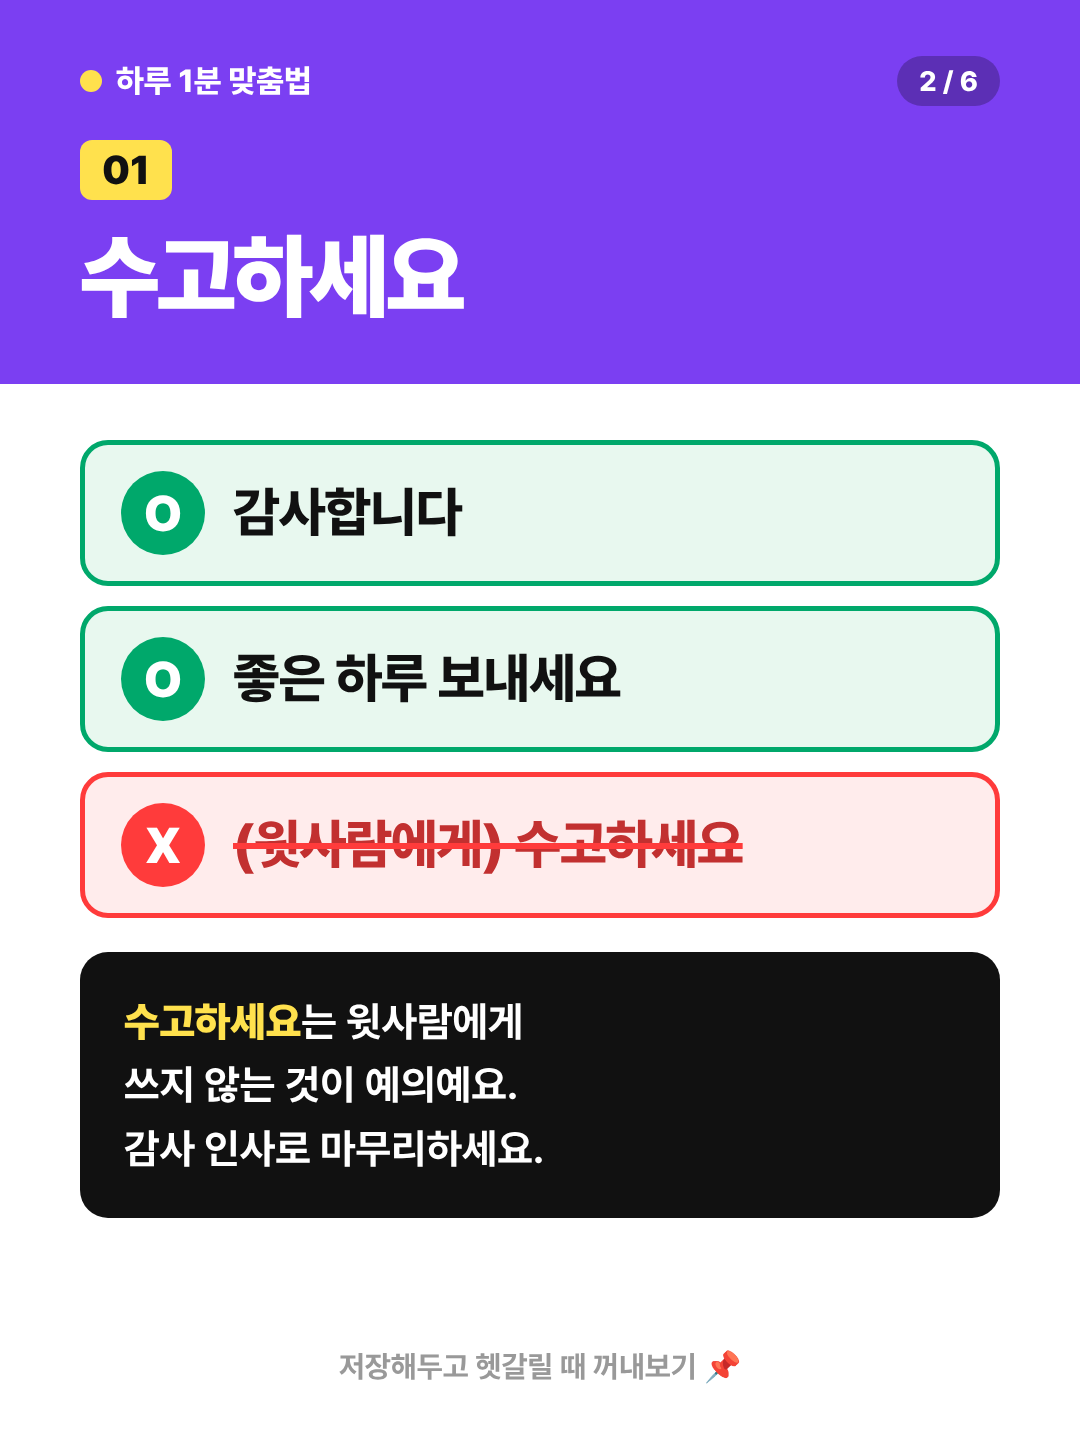 하루 1분 맞춤법
2 / 6
01
수고하세요
O 감사합니다
O 좋은 하루 보내세요
X (윗사람에게) 수고하세요
수고하세요는 윗사람에게
쓰지 않는 것이 예의예요.
감사 인사로 마무리하세요.
저장해두고 헷갈릴 때 꺼내보기 📌